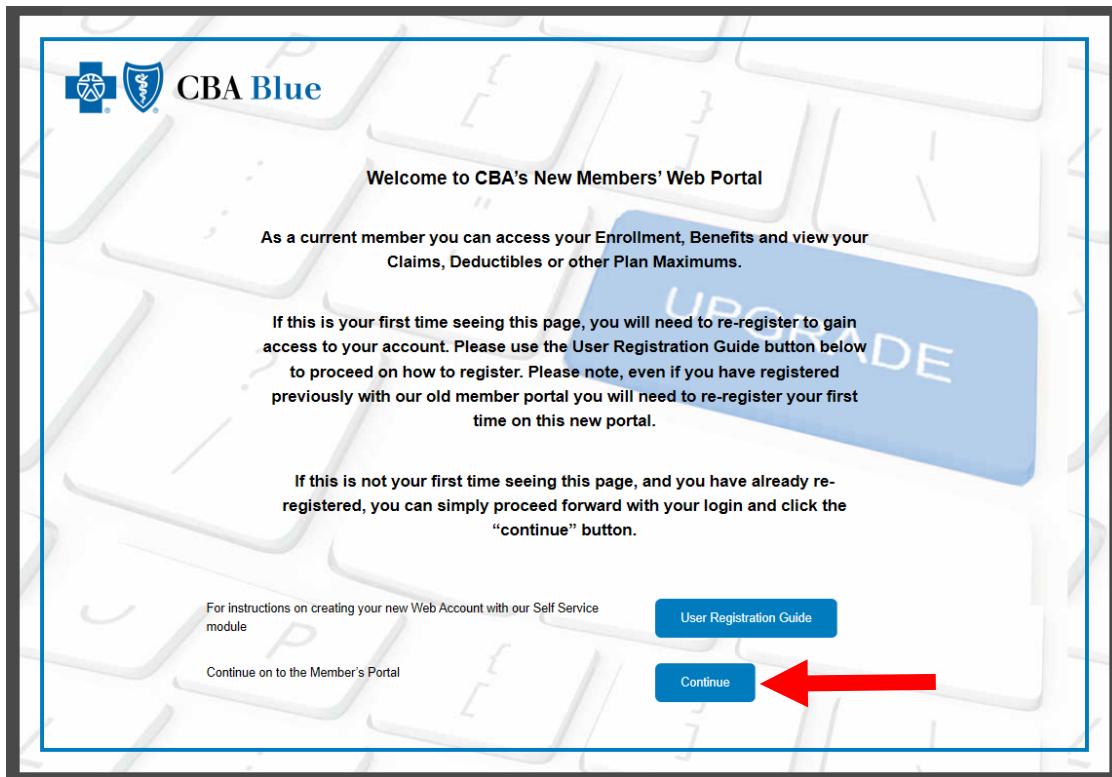 CBA Blue
Welcome to CBA's New Members' Web Portal
As a current member you can access your Enrollment, Benefits and view your
Claims, Deductibles or other Plan Maximums.
UPGRADE
If this is your first time seeing this page, you will need to re-register to gain
access to your account. Please use the User Registration Guide button below
to proceed on how to register. Please note, even if you have registered
previously with our old member portal you will need to re-register your first
time on this new portal.
If this is not your first time seeing this page, and you have already re-
registered, you can simply proceed forward with your login and click the
“continue” button.
For instructions on creating your new Web Account with our Self Service
module
User Registration Guide
Continue on to the Member's Portal
Continue